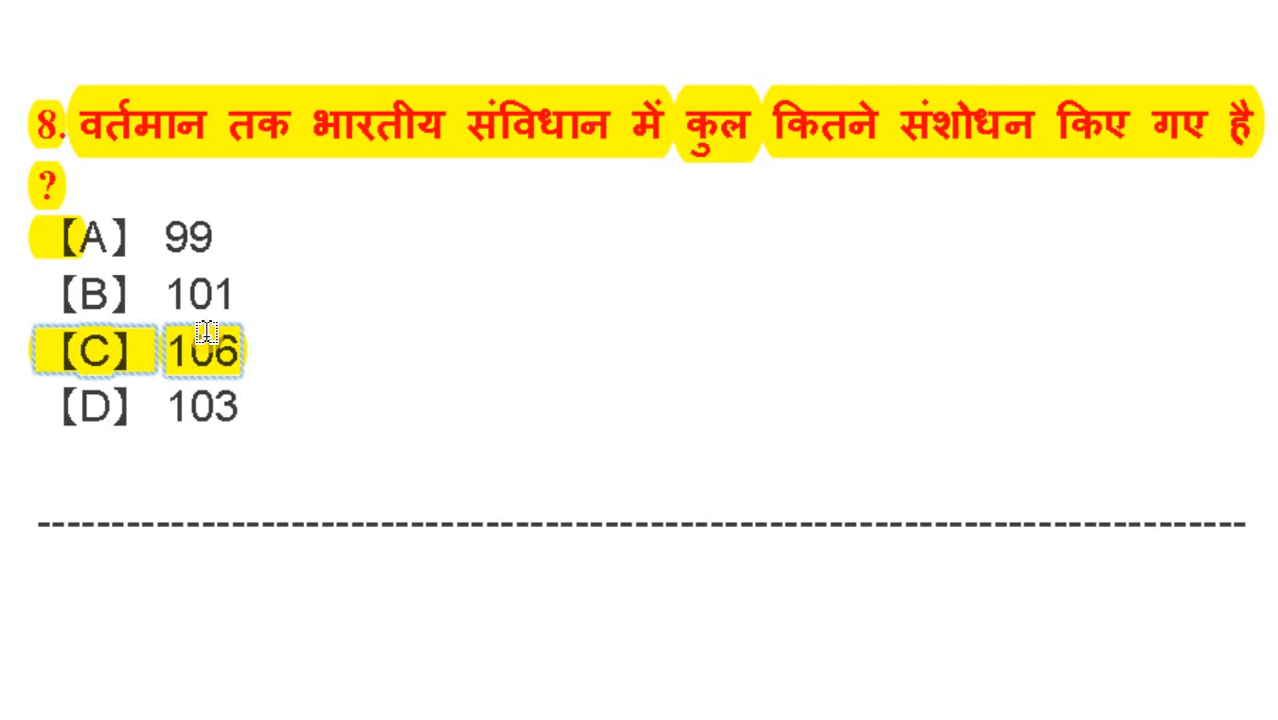 8. वर्तमान तक भारतीय संविधान में कुल कितने संशोधन किए गए है
?
【A】 99
【B】 101
【C】 106
【D】 103
----------------------------------------------------------------------------------